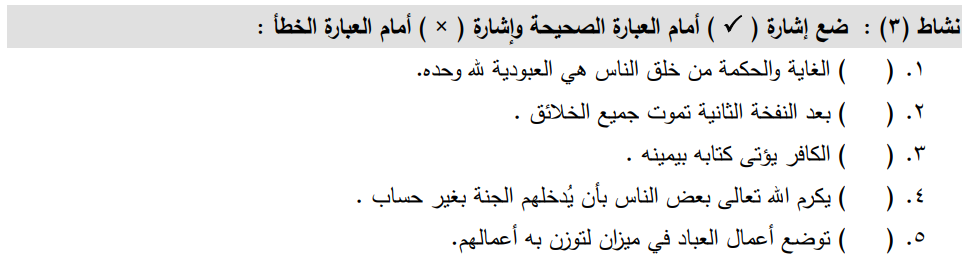 نشاط (٣) : ضع إشارة ( ✓ ) أمام العبارة الصحيحة وإشارة ( × ) أمام العبارة الخطأ :
١. ( ) الغاية والحكمة من خلق الناس هي العبودية لله وحده.
٢. ( ) بعد النفخة الثانية تموت جميع الخلائق .
٣. ( ) الكافر يؤتى كتابه بيمينه .
٤. ( ) يكرم الله تعالى بعض الناس بأن يُدخلهم الجنة بغير حساب .
٥. ( ) توضع أعمال العباد في ميزان لتوزن به أعمالهم.